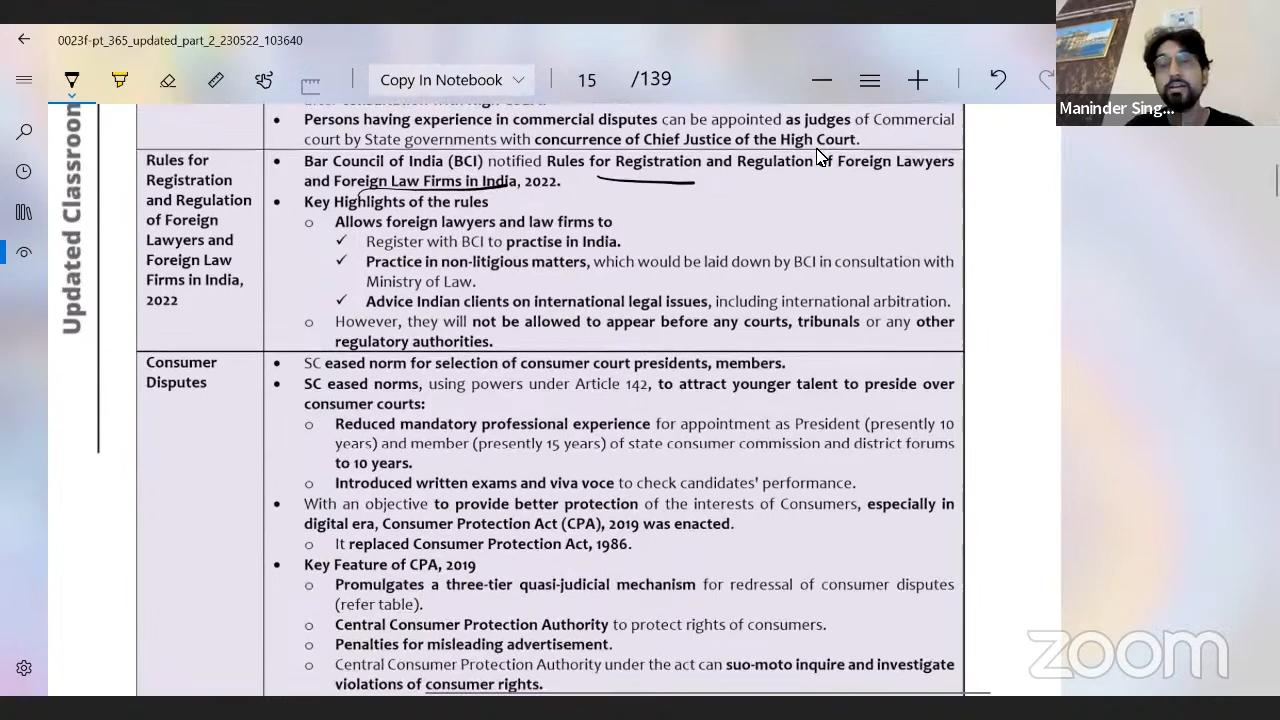 0023f-pt_365_updated_part_2_230522_103640
Copy In Notebook
15 /139
Maninder Sing...
Updated Classroom
Persons having experience in commercial disputes can be appointed as judges of Commercial
court by State governments with concurrence of Chief Justice of the High Court.
Rules for
Registration
and Regulation
of Foreign
Lawyers and
Foreign Law
Firms in India,
2022
• Bar Council of India (BCI) notified Rules for Registration and Regulation of Foreign Lawyers
and Foreign Law Firms in India, 2022.
• Key Highlights of the rules
o Allows foreign lawyers and law firms to
✓ Register with BCI to practise in India.
✓ Practice in non-litigious matters, which would be laid down by BCI in consultation with
Ministry of Law.
✓ Advice Indian clients on international legal issues, including international arbitration.
o However, they will not be allowed to appear before any courts, tribunals or any other
regulatory authorities.
Consumer
Disputes
• SC eased norm for selection of consumer court presidents, members.
• SC eased norms, using powers under Article 142, to attract younger talent to preside over
consumer courts:
o Reduced mandatory professional experience for appointment as President (presently 10
years) and member (presently 15 years) of state consumer commission and district forums
to 10 years.
o Introduced written exams and viva voce to check candidates' performance.
• With an objective to provide better protection of the interests of Consumers, especially in
digital era, Consumer Protection Act (CPA), 2019 was enacted.
o It replaced Consumer Protection Act, 1986.
• Key Feature of CPA, 2019
o Promulgates a three-tier quasi-judicial mechanism for redressal of consumer disputes
(refer table).
o Central Consumer Protection Authority to protect rights of consumers.
o Penalties for misleading advertisement.
o Central Consumer Protection Authority under the act can suo-moto inquire and investigate
violations of consumer rights.
zoom